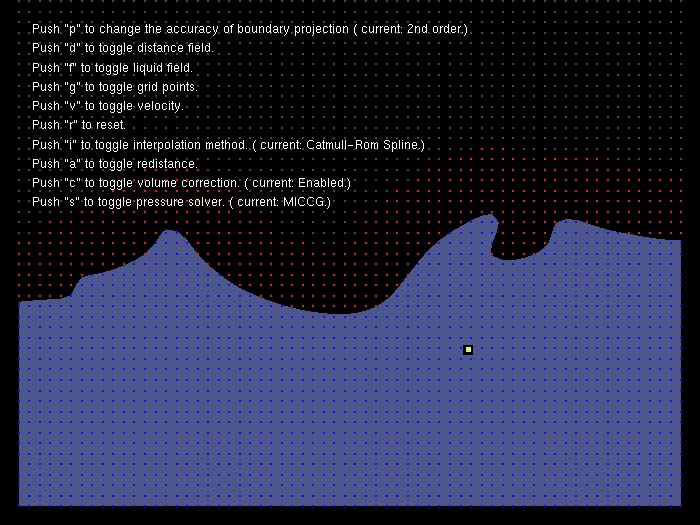 Push "p" to change the accuracy of boundary projection ( current: 2nd order.)
Push "d" to toggle distance field.
Push "f" to toggle liquid field.
Push "g" to toggle grid points.
Push "v" to toggle velocity.
Push "r" to reset.
Push "i" to toggle interpolation method. ( current: Catmull-Rom Spline.)
Push "a" to toggle redistance.
Push "c" to toggle volume correction. ( current: Enabled.)
Push "s" to toggle pressure solver. ( current: MICCG.)